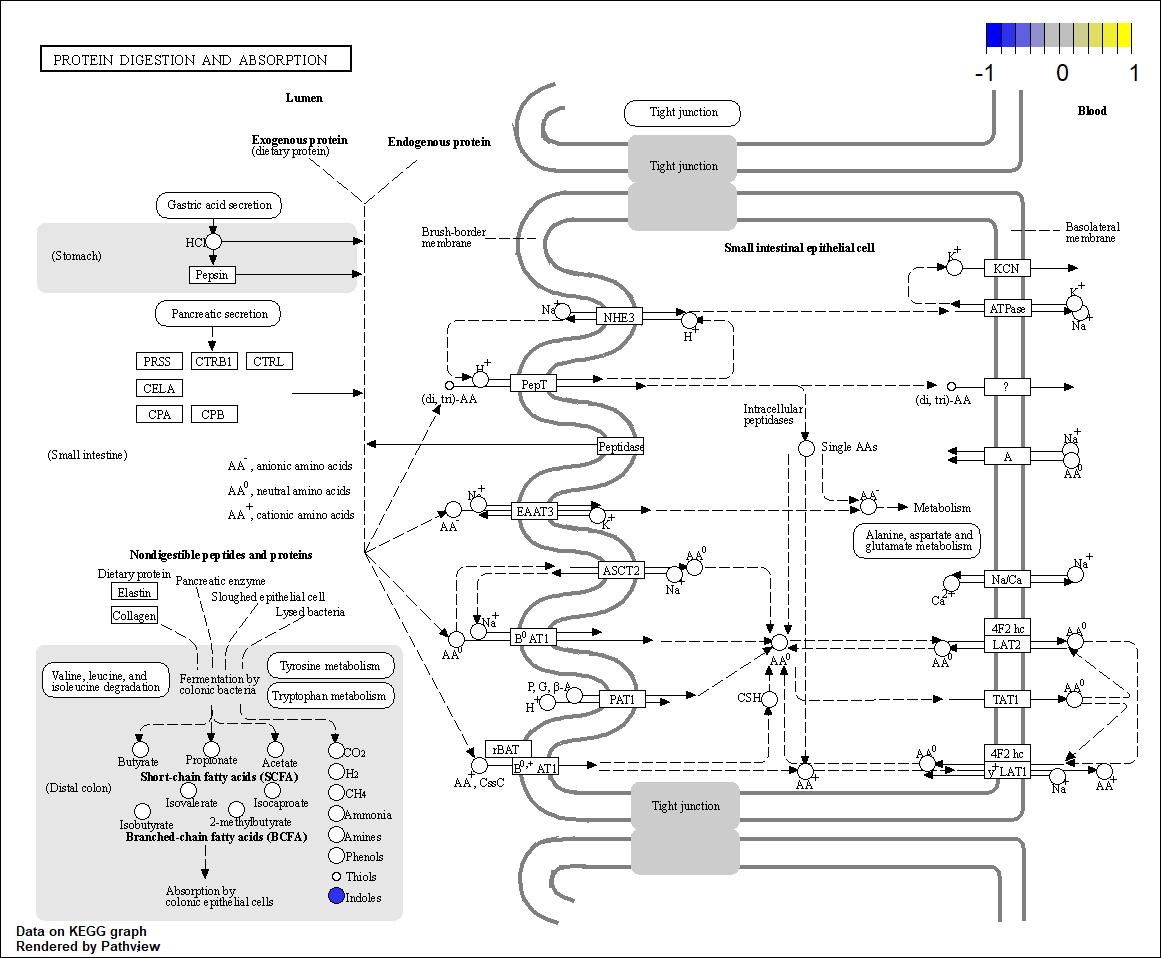 PROTEIN DIGESTION AND ABSORPTION
-1 0 1
Lumen
Blood
Exogenous protein
(dietary protein)
Endogenous protein
Tight junction
Tight junction
Gastric acid secretion
HCl
(Stomach)
Pepsin
Brush-border
membrane
Small intestinal epithelial cell
Basolateral
membrane
Pancreatic secretion
PRSS
CTRB1
CTRL
CELA
CPA
CPB
(Small intestine)
AA-, anionic amino acids
AA0, neutral amino acids
AA+, cationic amino acids
Na+
NHE3
H+
H+
PepT
(di, tri)-AA
Peptidase
Na+
EAAT3
AA-
K+
ASCT2
AA0
Na+
Na+
B0 AT1
AA0
P, G, β-A
H+
PAT1
rBAT
B0,+ AT1
AA+, CssC
Intracellular
peptidases
Single AAs
AA-
Metabolism
Alanine, aspartate and
glutamate metabolism
AA0
CSH
AA+
K+
KCN
K+
ATPase
Na+
?
(di, tri)-AA
Na+
A
AA0
Na+
Na/Ca
Ca2+
4F2 hc
LAT2
AA0
AA0
TAT1
AA0
AA0
4F2 hc
y+ LAT1
Na+
AA+
Tight junction
Nondigestible peptides and proteins
Dietary protein
Elastin
Collagen
Pancreatic enzyme
Sloughed epithelial cell
Lysed bacteria
Valine, leucine, and
isoleucine degradation
Fermentation by
colonic bacteria
Tyrosine metabolism
Tryptophan metabolism
Butyrate
Propionate
Acetate
Short-chain fatty acids (SCFA)
Isovalerate
Isocaproate
Isobutyrate
2-methylbutyrate
Branched-chain fatty acids (BCFA)
(Distal colon)
Absorption by
colonic epithelial cells
CO2
H2
CH4
Ammonia
Amines
Phenols
Thiols
Indoles
Data on KEGG graph
Rendered by Pathview